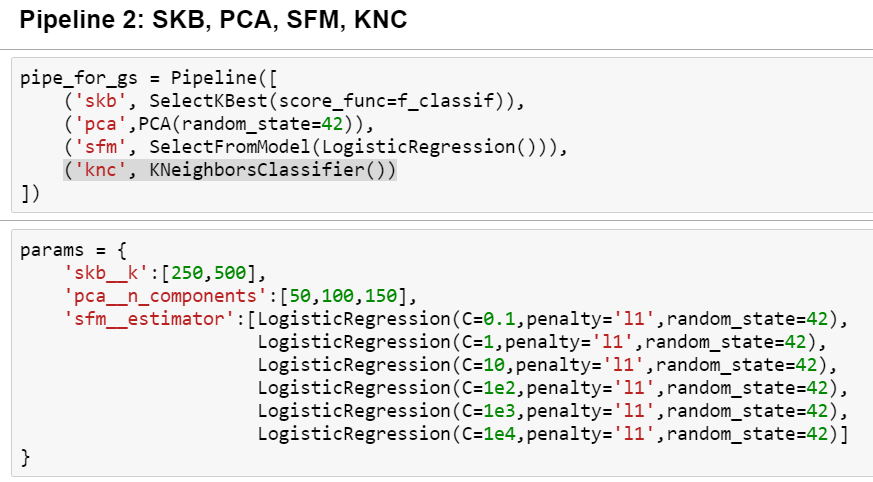 Pipeline 2: SKB, PCA, SFM, KNC
pipe_for_gs = Pipeline([
    ('skb', SelectKBest(score_func=f_classif)),
    ('pca',PCA(random_state=42)),
    ('sfm', SelectFromModel(LogisticRegression())),
    ('knc', KNeighborsClassifier())
])
params = {
    'skb__k':[250,500],
    'pca__n_components':[50,100,150],
    'sfm__estimator':[LogisticRegression(C=0.1,penalty='l1',random_state=42),
                      LogisticRegression(C=1,penalty='l1',random_state=42),
                      LogisticRegression(C=10,penalty='l1',random_state=42),
                      LogisticRegression(C=1e2,penalty='l1',random_state=42),
                      LogisticRegression(C=1e3,penalty='l1',random_state=42),
                      LogisticRegression(C=1e4,penalty='l1',random_state=42)]
}